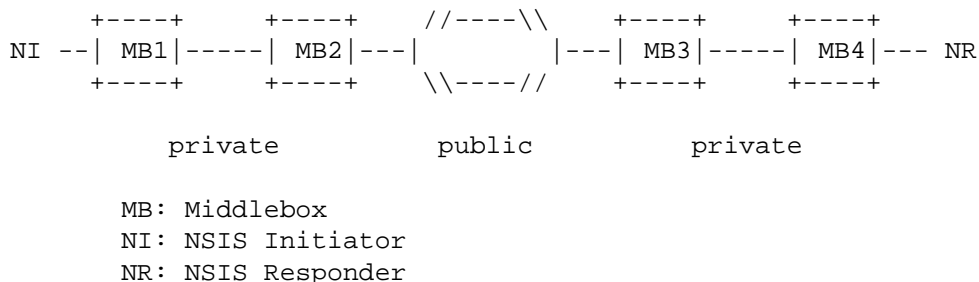 +----+      +----+    //----\\     +----+      +----+
NI --| MB1|-----| MB2|---|        |---| MB3|-----| MB4|--- NR
      +----+      +----+    \\----//     +----+      +----+
private public private
MB: Middlebox
NI: NSIS Initiator
NR: NSIS Responder